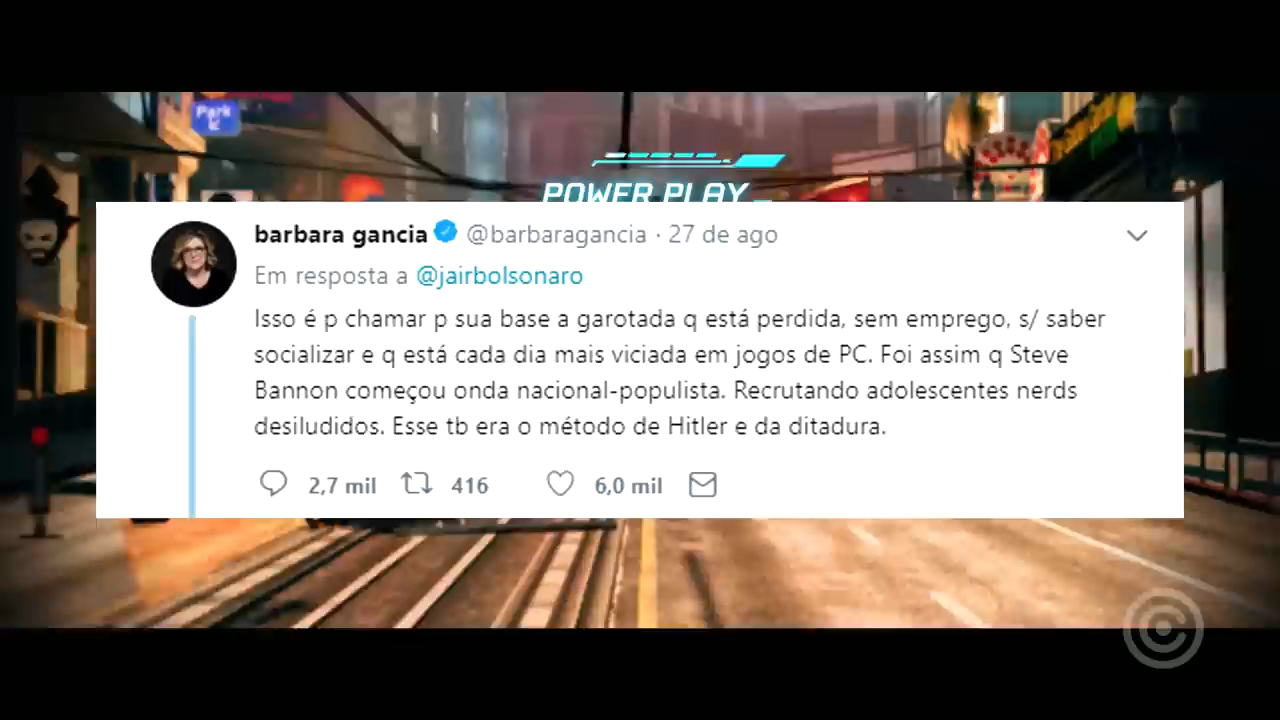 Park
POWER PLAY
barbara gancia @barbaragancia · 27 de ago
Em resposta a @jairbolsonaro
Isso é p chamar p sua base a garotada q está perdida, sem emprego, s/ saber
socializar e q está cada dia mais viciada em jogos de PC. Foi assim q Steve
Bannon começou onda nacional-populista. Recrutando adolescentes nerds
desiludidos. Esse tb era o método de Hitler e da ditadura.
2,7 mil 416 6,0 mil